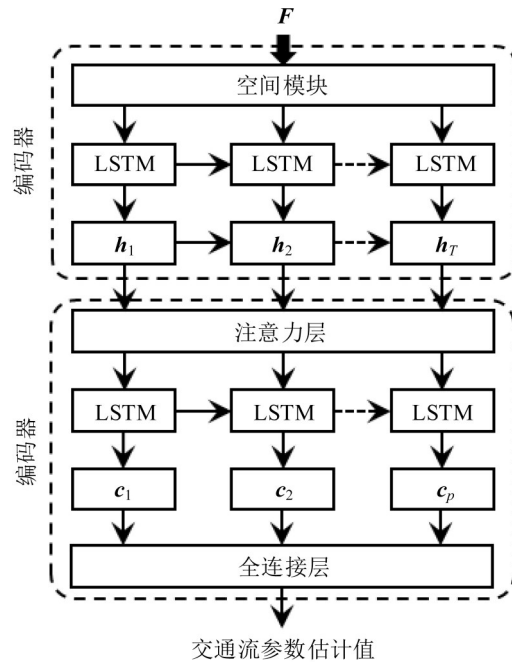 F
空间模块
编码器
LSTM LSTM LSTM
h1 h2 hT
注意力层
编码器
LSTM LSTM LSTM
c1 c2 cp
全连接层
交通流参数估计值